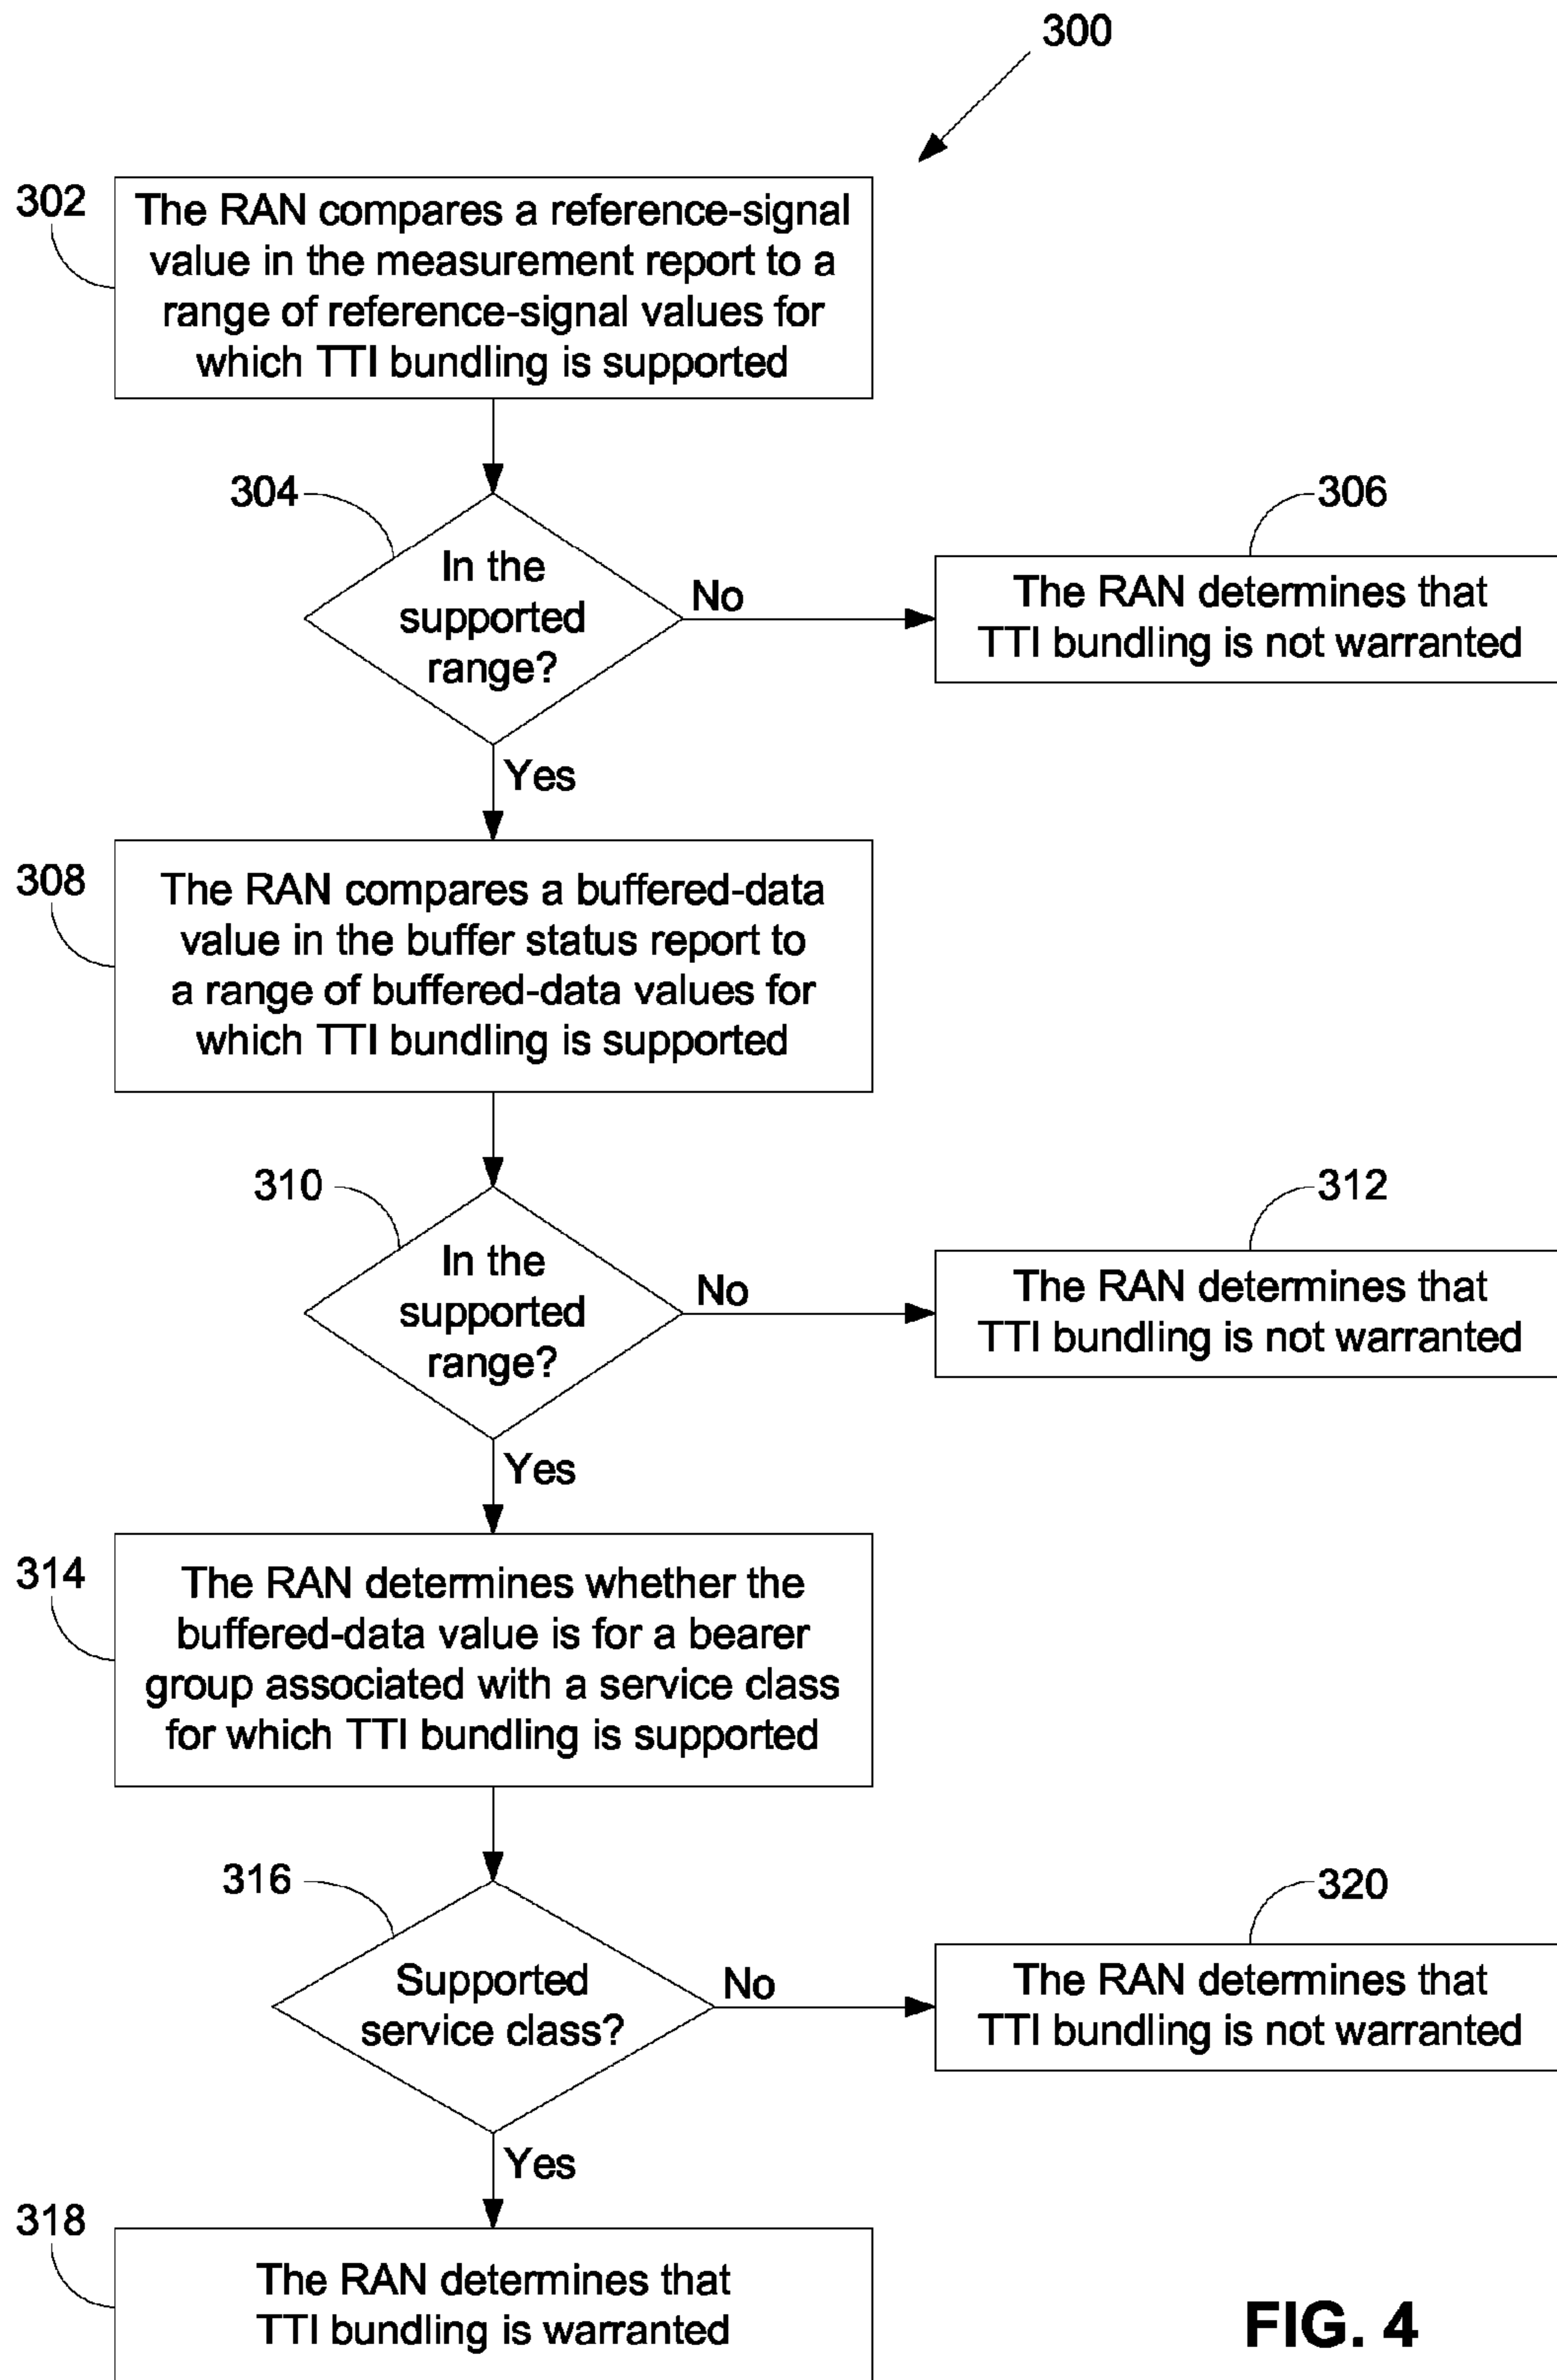 300
302
The RAN compares a reference-signal
value in the measurement report to a
range of reference-signal values for
which TTI bundling is supported
304
In the
supported
range?
No
306
The RAN determines that
TTI bundling is not warranted
Yes
308
The RAN compares a buffered-data
value in the buffer status report to
a range of buffered-data values for
which TTI bundling is supported
310
In the
supported
range?
No
312
The RAN determines that
TTI bundling is not warranted
Yes
314
The RAN determines whether the
buffered-data value is for a bearer
group associated with a service class
for which TTI bundling is supported
316
Supported
service class?
No
320
The RAN determines that
TTI bundling is not warranted
Yes
318
The RAN determines that
TTI bundling is warranted
FIG. 4